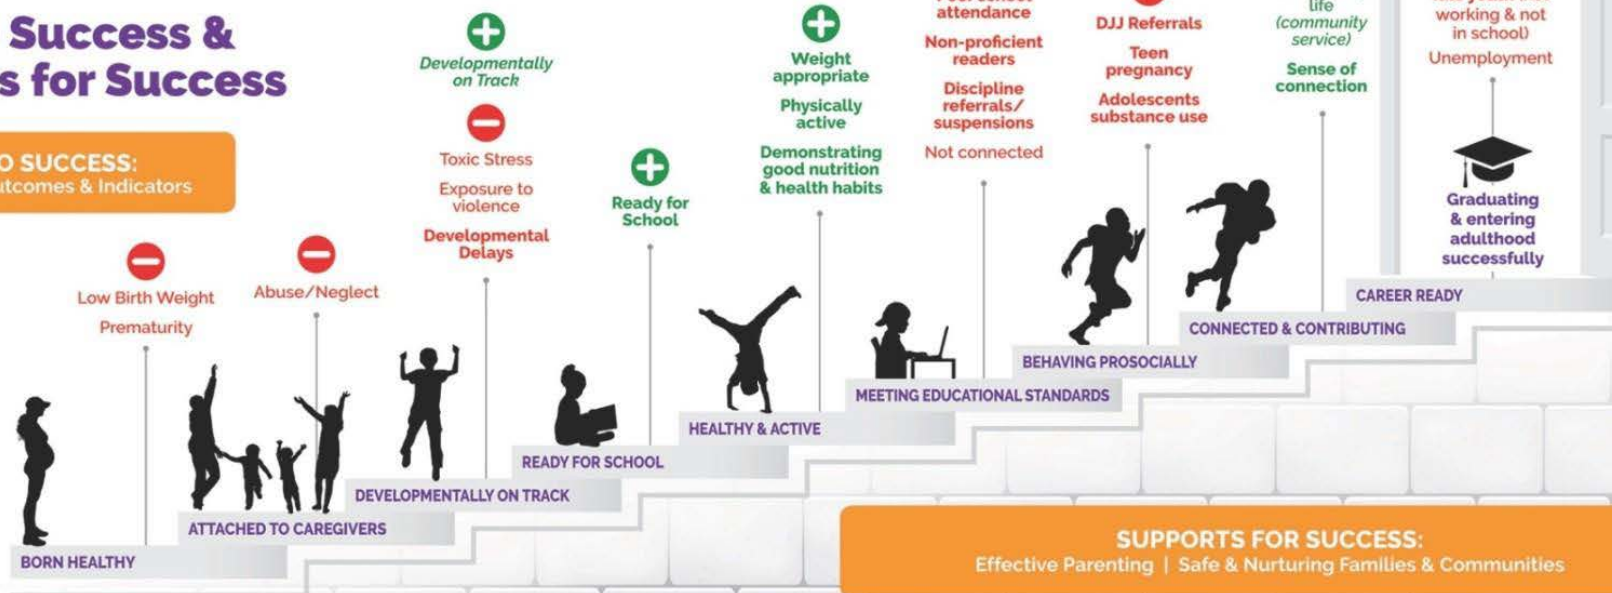 Success &
s for Success
O SUCCESS:
utcomes & Indicators
Low Birth Weight
Prematurity
Abuse/Neglect
Developmentally
on Track
Toxic Stress
Exposure to
violence
Developmental
Delays
Ready for
School
Weight
appropriate
Physically
active
Demonstrating
good nutrition
& health habits
attendance
Non-proficient
readers
Discipline
referrals/
suspensions
Not connected
DJJ Referrals
Teen
pregnancy
Adolescents
substance use
life
(community
service)
Sense of
connection
working & not
in school)
Unemployment
Graduating
& entering
adulthood
successfully
CAREER READY
CONNECTED & CONTRIBUTING
BEHAVING PROSOCIALLY
MEETING EDUCATIONAL STANDARDS
HEALTHY & ACTIVE
READY FOR SCHOOL
DEVELOPMENTALLY ON TRACK
ATTACHED TO CAREGIVERS
BORN HEALTHY
SUPPORTS FOR SUCCESS:
Effective Parenting | Safe & Nurturing Families & Communities